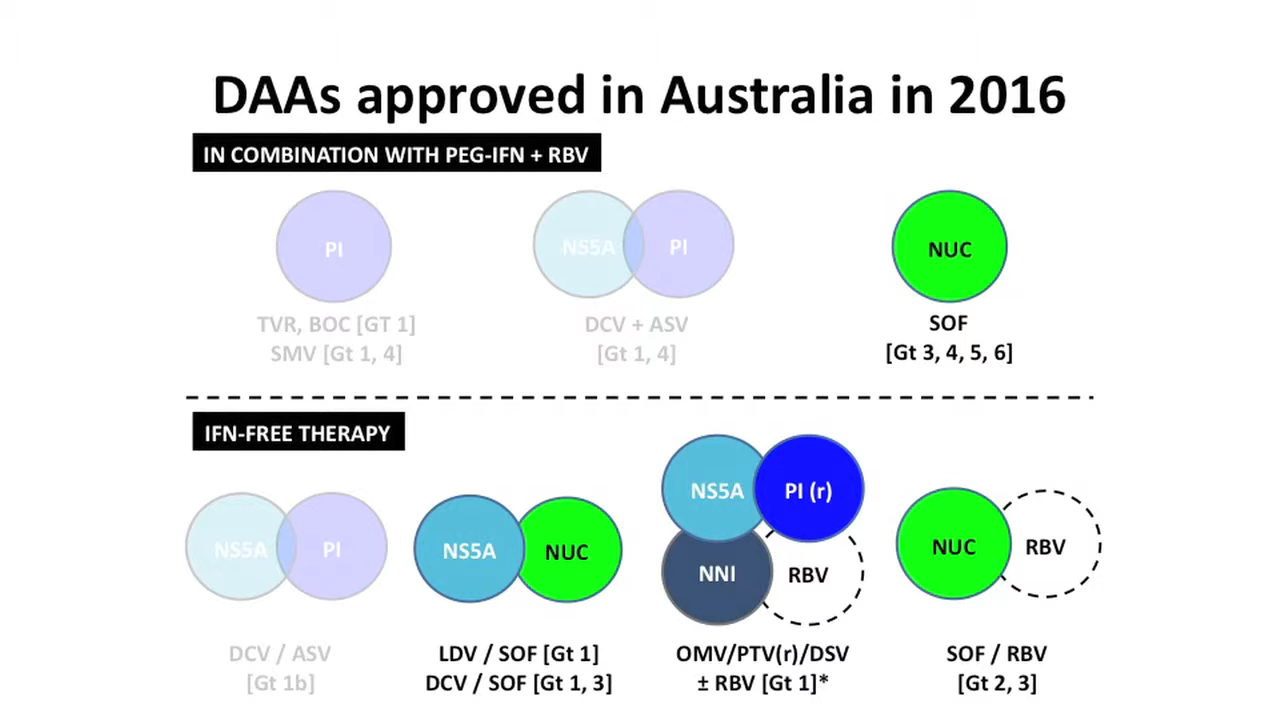 DAAs approved in Australia in 2016
IN COMBINATION WITH PEG-IFN + RBV
PI
NS5A
PI
NUC
TVR, BOC [GT 1]
SMV [Gt 1, 4]
DCV + ASV
[Gt 1, 4]
SOF
[Gt 3, 4, 5, 6]
IFN-FREE THERAPY
NS5A
PI
NS5A
NUC
NS5A
PI (r)
NNI
RBV
NUC
RBV
DCV / ASV
[Gt 1b]
LDV / SOF [Gt 1]
DCV / SOF [Gt 1, 3]
OMV/PTV(r)/DSV
± RBV [Gt 1]*
SOF / RBV
[Gt 2, 3]